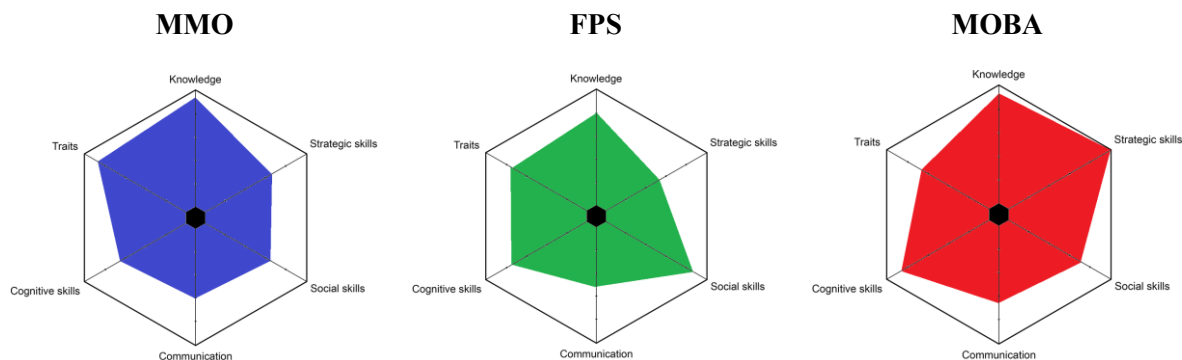 MMO
FPS
MOBA
Knowledge
Traits
Strategic skills
Cognitive skills
Social skills
Communication
Knowledge
Traits
Strategic skills
Cognitive skills
Social skills
Communication
Knowledge
Traits
Strategic skills
Cognitive skills
Social skills
Communication